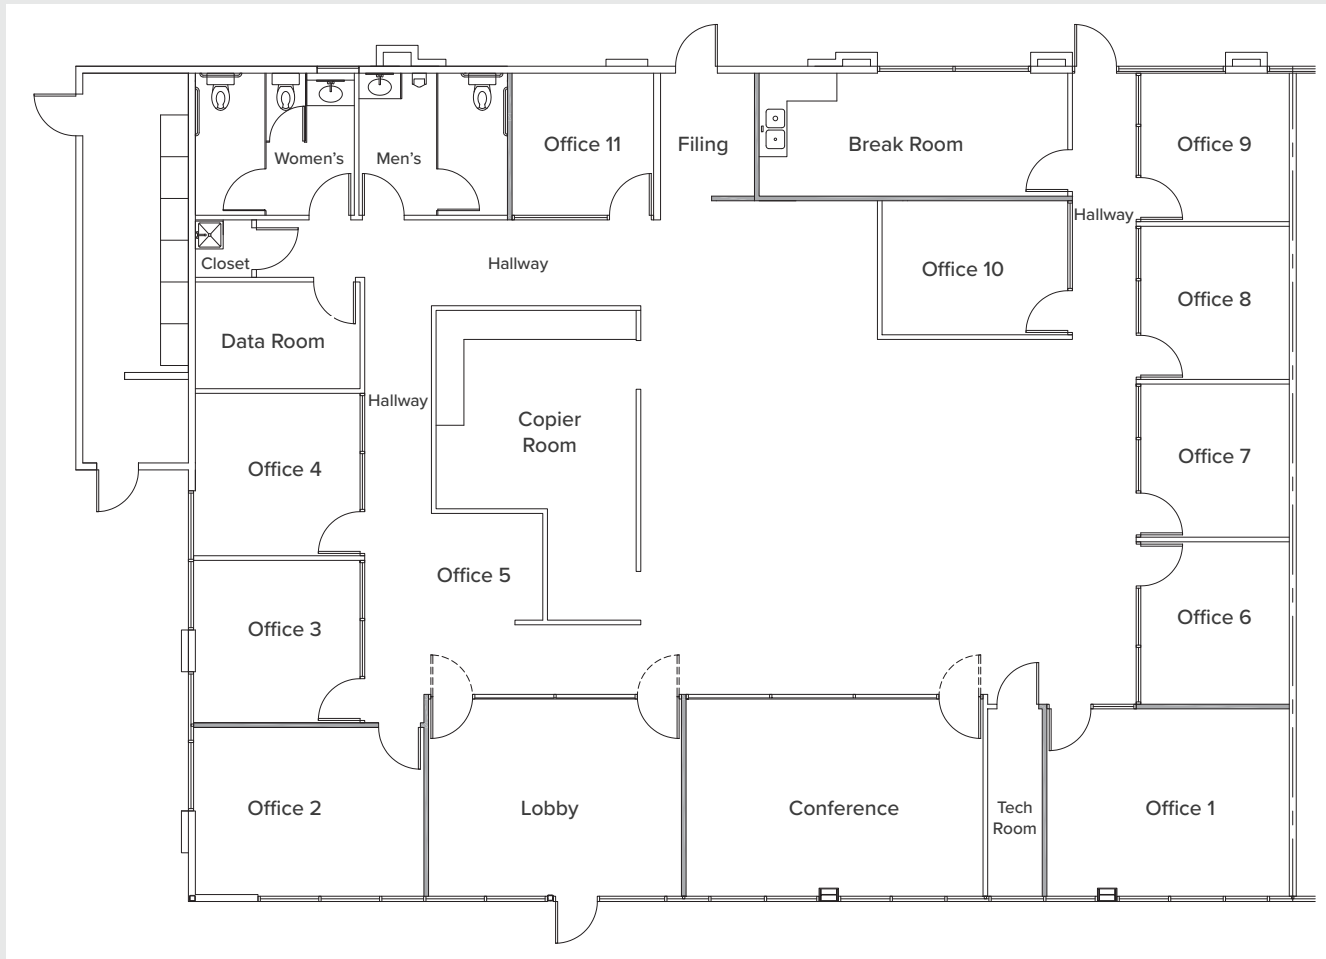 Office 11
Filing
Break Room
Office 9
Women's
Men's
Hallway
Closet
Hallway
Office 10
Office 8
Data Room
Hallway
Copier
Room
Office 7
Office 4
Office 5
Office 3
Office 6
Office 2
Lobby
Conference
Tech
Room
Office 1